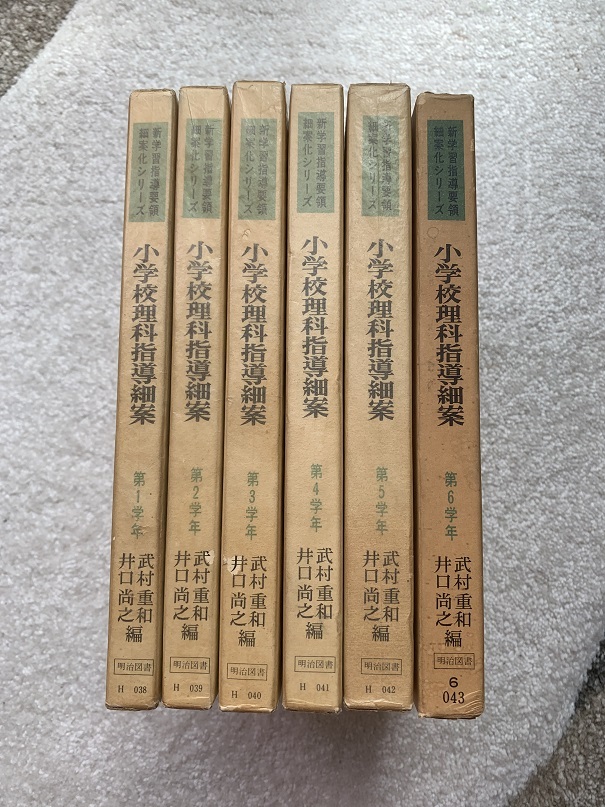 新学習指導要領
細案化シリーズ
小学校理科指導細案
第1学年
武村重和
井口尚之編
明治図書
H 038
新学習指導要領
細案化シリーズ
小学校理科指導細案
第2学年
武村重和
井口尚之編
明治図書
H 039
新学習指導要領
細案化シリーズ
小学校理科指導細案
第3学年
武村重和
井口尚之編
明治図書
H 040
新学習指導要領
細案化シリーズ
小学校理科指導細案
第4学年
武村重和
井口尚之編
明治図書
H 041
新学習指導要領
細案化シリーズ
小学校理科指導細案
第5学年
武村重和
井口尚之編
明治図書
H 042
新学習指導要領
細案化シリーズ
小学校理科指導細案
第6学年
武村重和
井口尚之編
明治図書
6
043